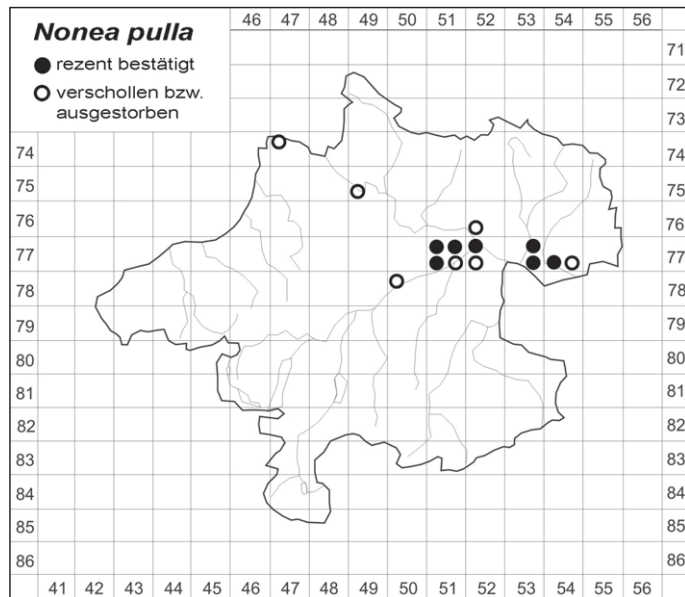 Nonea pulla
rezent bestätigt
verschollen bzw.
ausgestorben
46 47 48 49 50 51 52 53 54 55 56
71
72
73
74 74
75 75
76 76
77 77
78 78
79 79
80 80
81 81
82 82
83 83
84 84
85 85
86 86
41 42 43 44 45 46 47 48 49 50 51 52 53 54 55 56